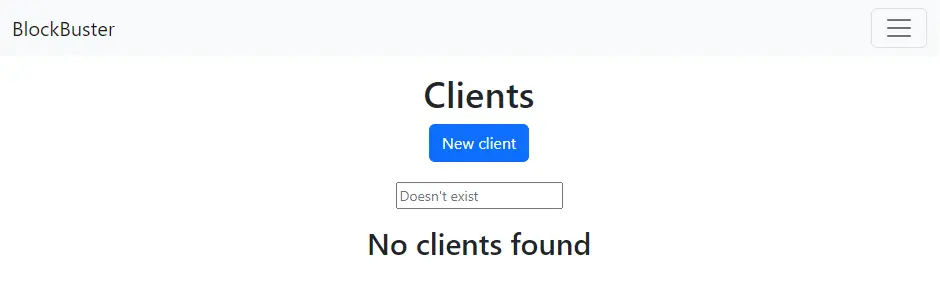 BlockBuster
Clients
New client
Doesn't exist
No clients found